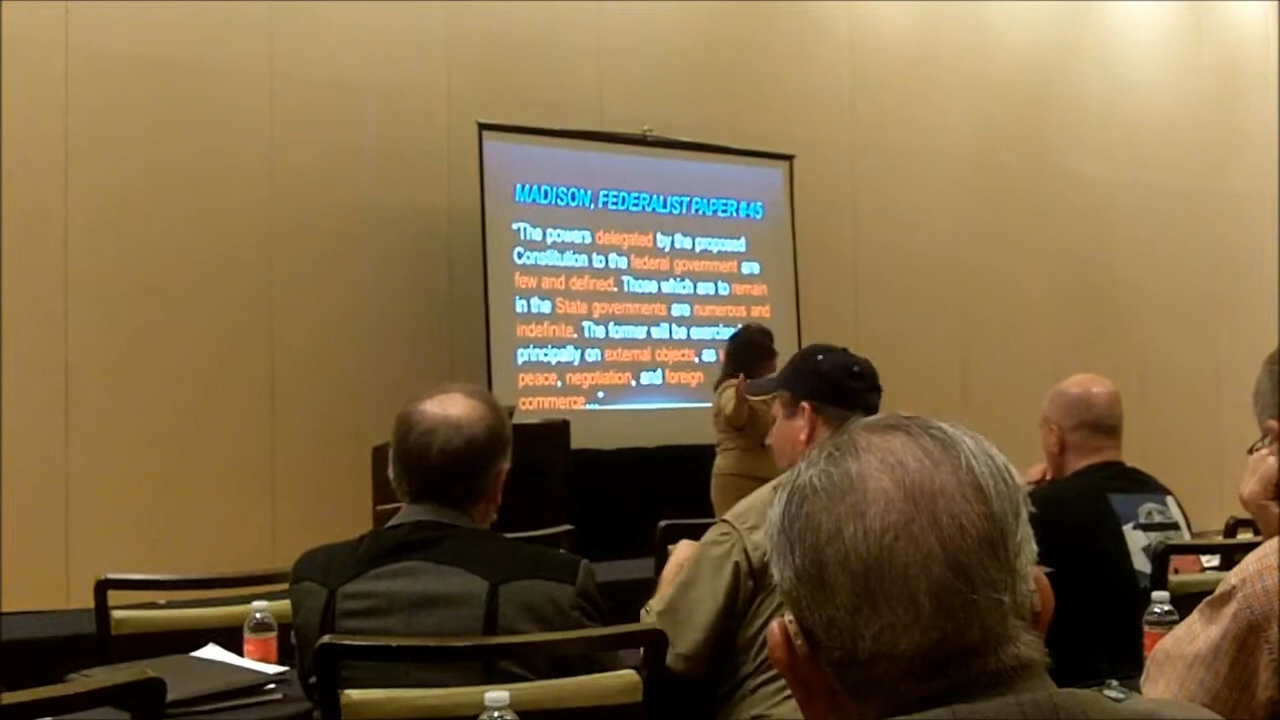 MADISON, FEDERALIST PAPER #45
"The powers delegated by the proposed
Constitution to the federal government are
few and defined. Those which are to remain
in the State governments are numerous and
indefinite. The former will be exercised
principally on external objects, as
peace, negotiation, and foreign
commerce..."